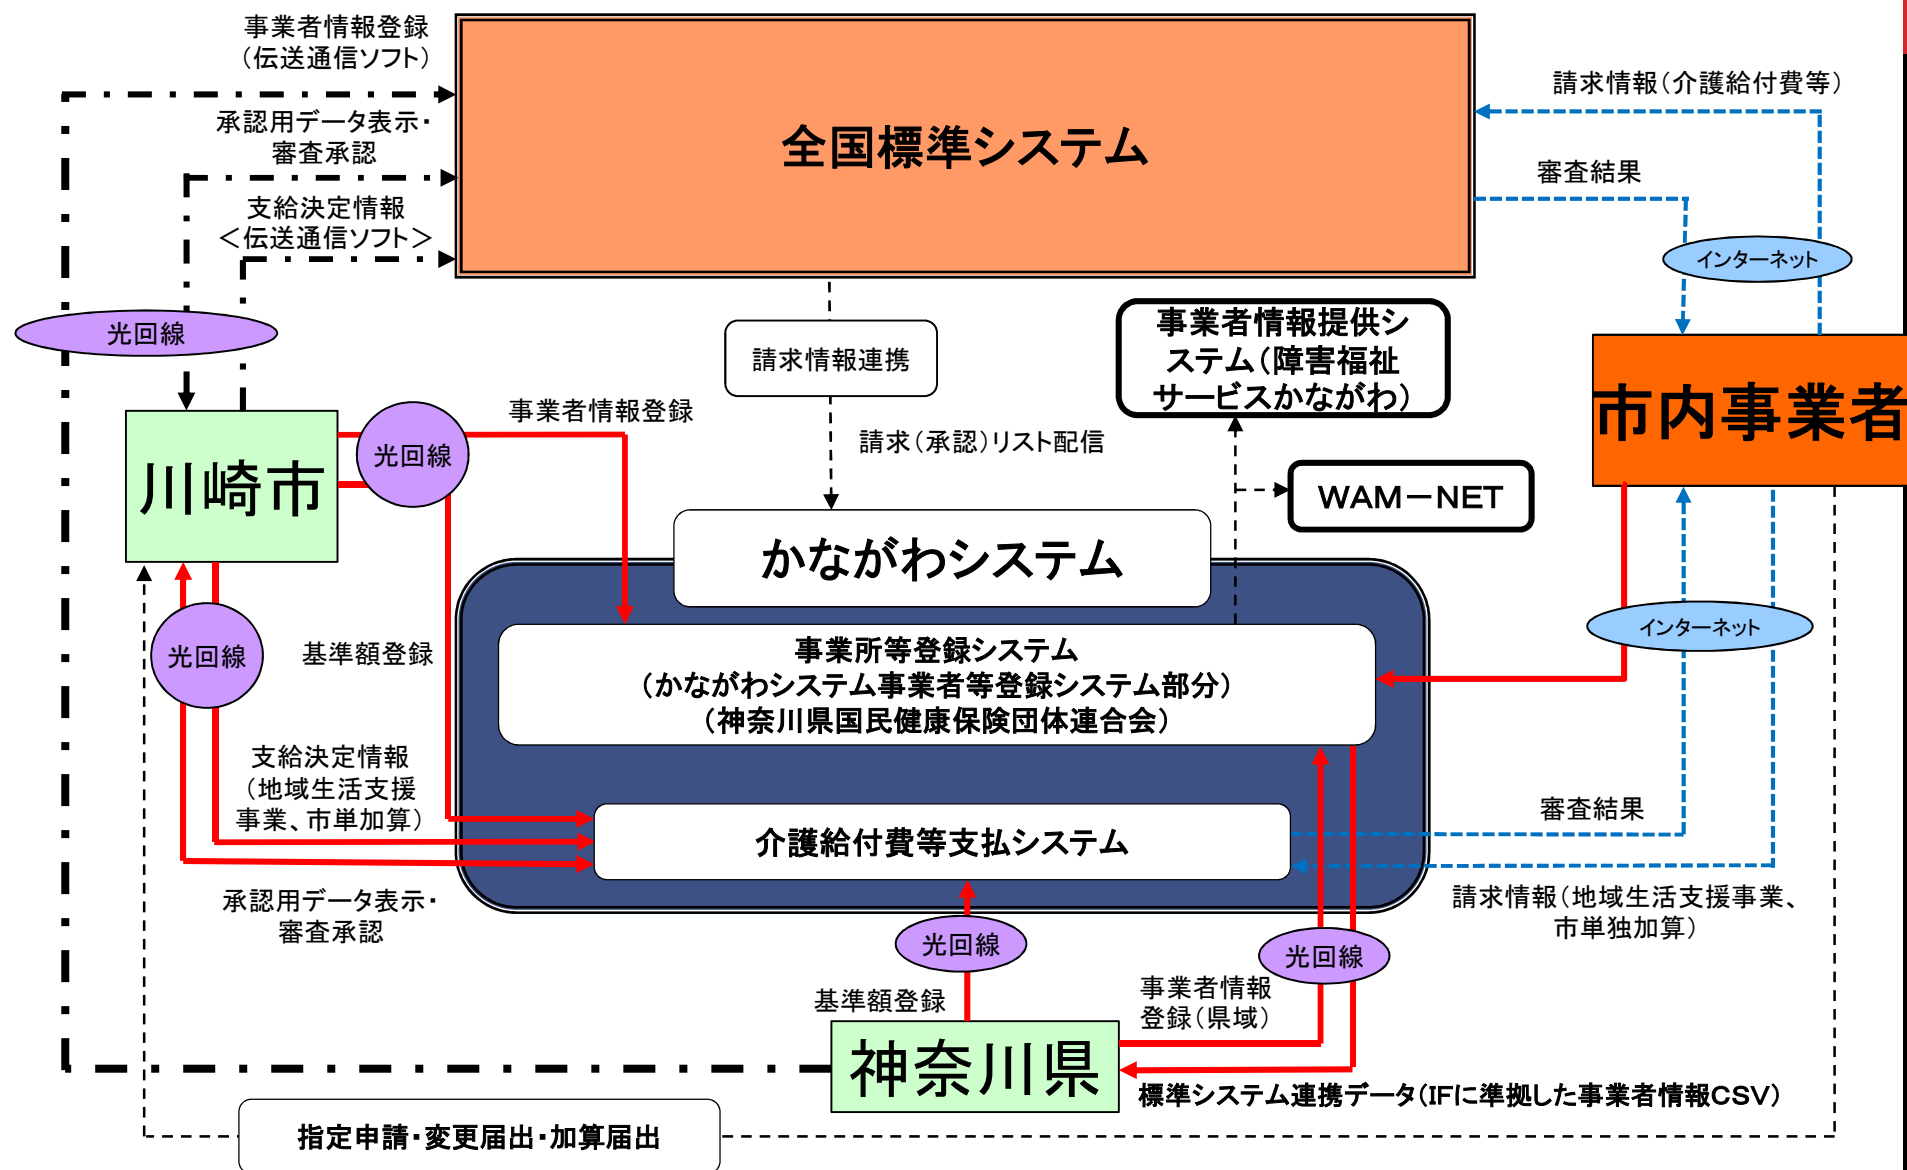 事業者情報登録
（伝送通信ソフト）
承認用データ表示・
審査承認
支給決定情報
＜伝送通信ソフト＞
全国標準システム
請求情報（介護給付費等）
審査結果
インターネット
光回線
請求情報連携
事業者情報提供シ
ステム（障害福祉
サービスかながわ）
市内事業者
川崎市
光回線
事業者情報登録
請求（承認）リスト配信
WAM－NET
かながわシステム
光回線
基準額登録
事業所等登録システム
（かながわシステム事業者等登録システム部分）
（神奈川県国民健康保険団体連合会）
インターネット
支給決定情報
（地域生活支援
事業、市単加算）
介護給付費等支払システム
審査結果
承認用データ表示・
審査承認
請求情報（地域生活支援事業、
市単独加算）
光回線
光回線
基準額登録
事業者情報
登録（県域）
神奈川県
標準システム連携データ（IFに準拠した事業者情報CSV）
指定申請・変更届出・加算届出